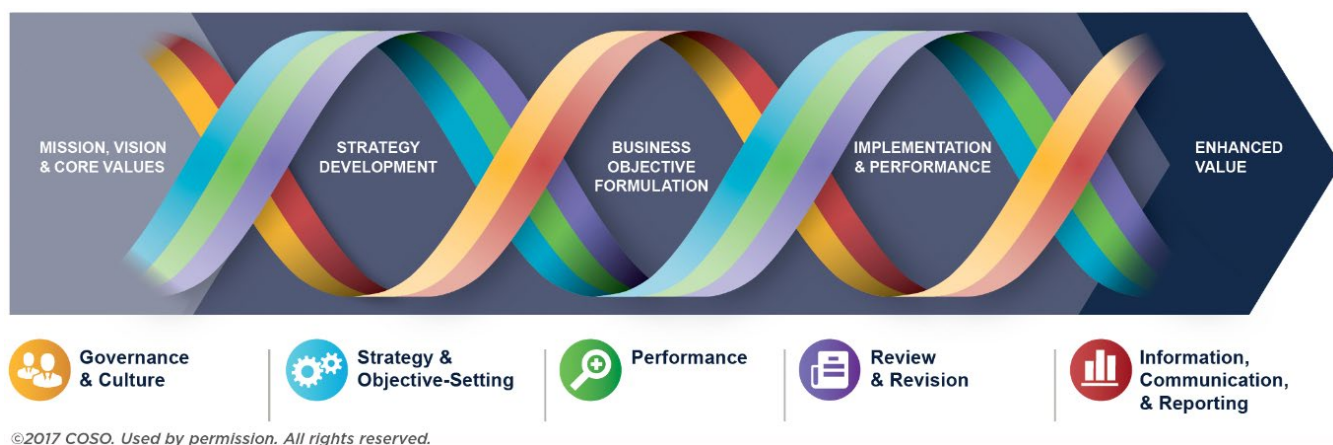 MISSION, VISION
& CORE VALUES
STRATEGY
DEVELOPMENT
BUSINESS
OBJECTIVE
FORMULATION
IMPLEMENTATION
& PERFORMANCE
ENHANCED
VALUE
Governance
& Culture
Strategy &
Objective-Setting
Performance
Review
& Revision
Information,
Communication,
& Reporting
©2017 COSO. Used by permission. All rights reserved.